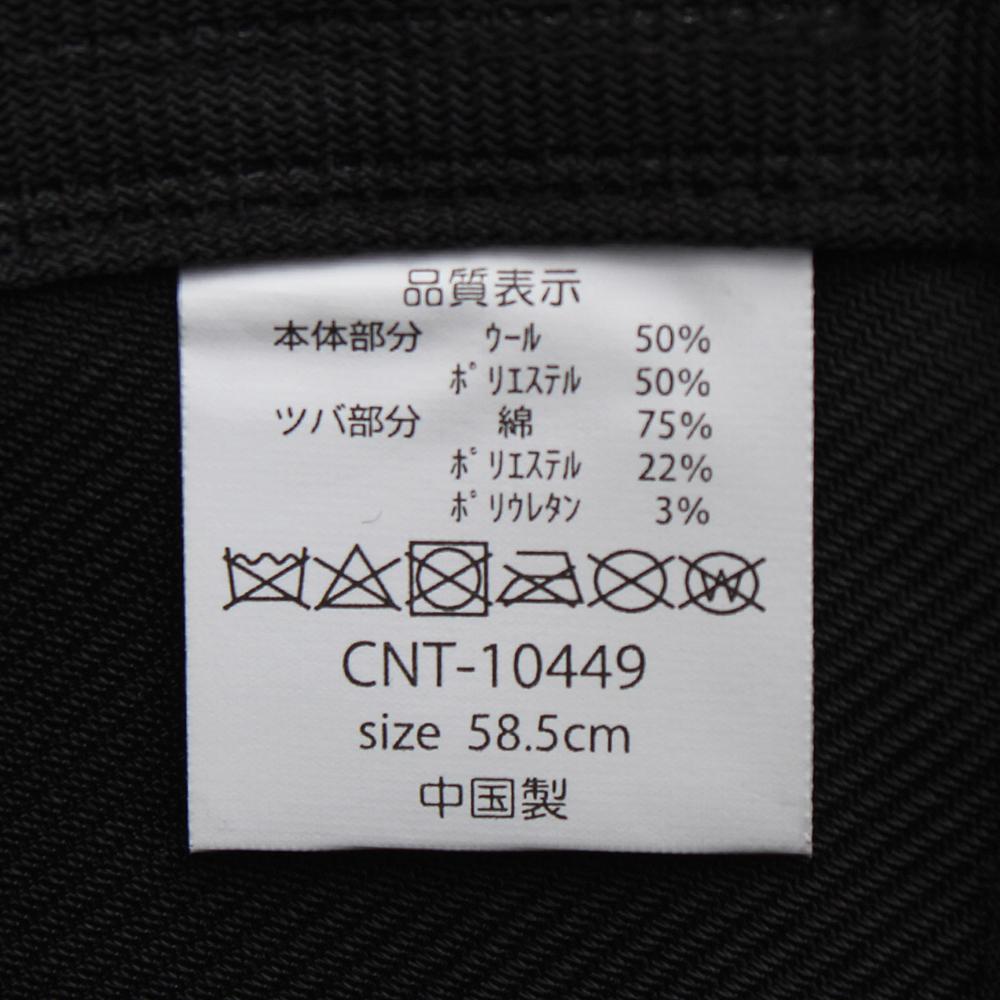 品質表示
本体部分 ウール 50%
ポリエステル 50%
ツバ部分 綿 75%
ポリエステル 22%
ポリウレタン 3%
W
CNT-10449
size 58.5cm
中国製